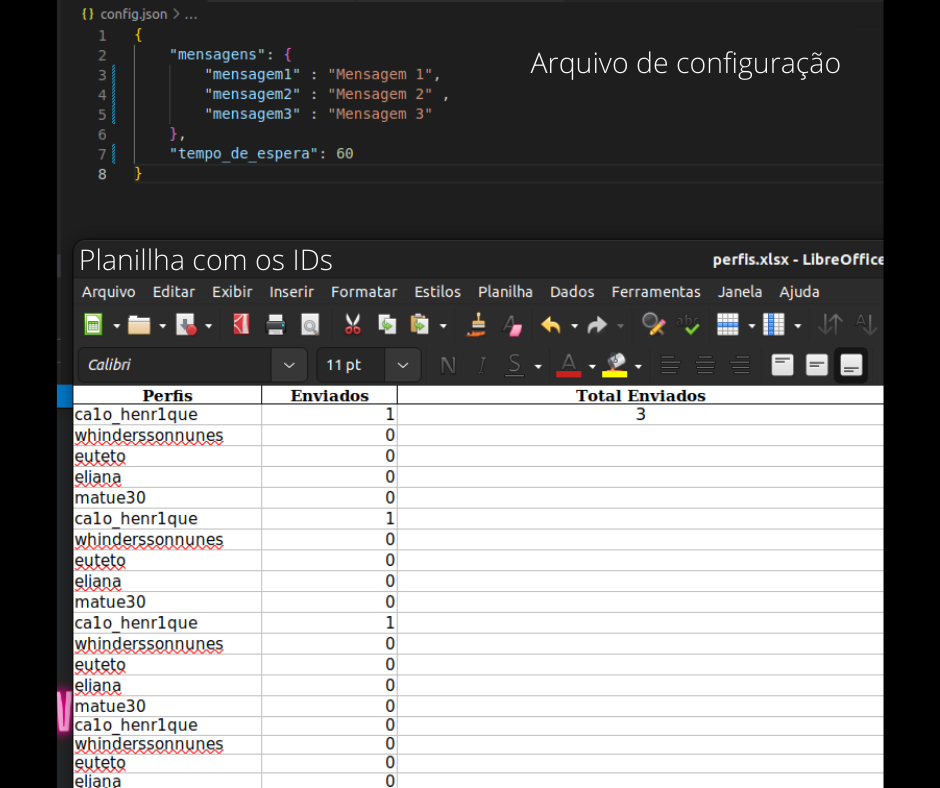 {} config.json > ...
1 {
2 "mensagens": {
3 "mensagem1" : "Mensagem 1",
4 "mensagem2" : "Mensagem 2" ,
5 "mensagem3" : "Mensagem 3"
6 },
7 "tempo_de_espera": 60
8 }
Arquivo de configuração
Planillha com os IDs
perfis.xlsx - LibreOffice
Arquivo Editar Exibir Inserir Formatar Estilos Planilha Dados Ferramentas Janela Ajuda
abc
A
Calibri 11 pt N I S A
Perfis Enviados Total Enviados
ca1o_henr1que 1 3
whinderssonnunes 0
euteto 0
eliana 0
matue30 0
ca1o_henr1que 1
whinderssonnunes 0
euteto 0
eliana 0
matue30 0
ca1o_henr1que 1
whinderssonnunes 0
euteto 0
eliana 0
matue30 0
ca1o_henr1que 0
whinderssonnunes 0
euteto 0
eliana 0